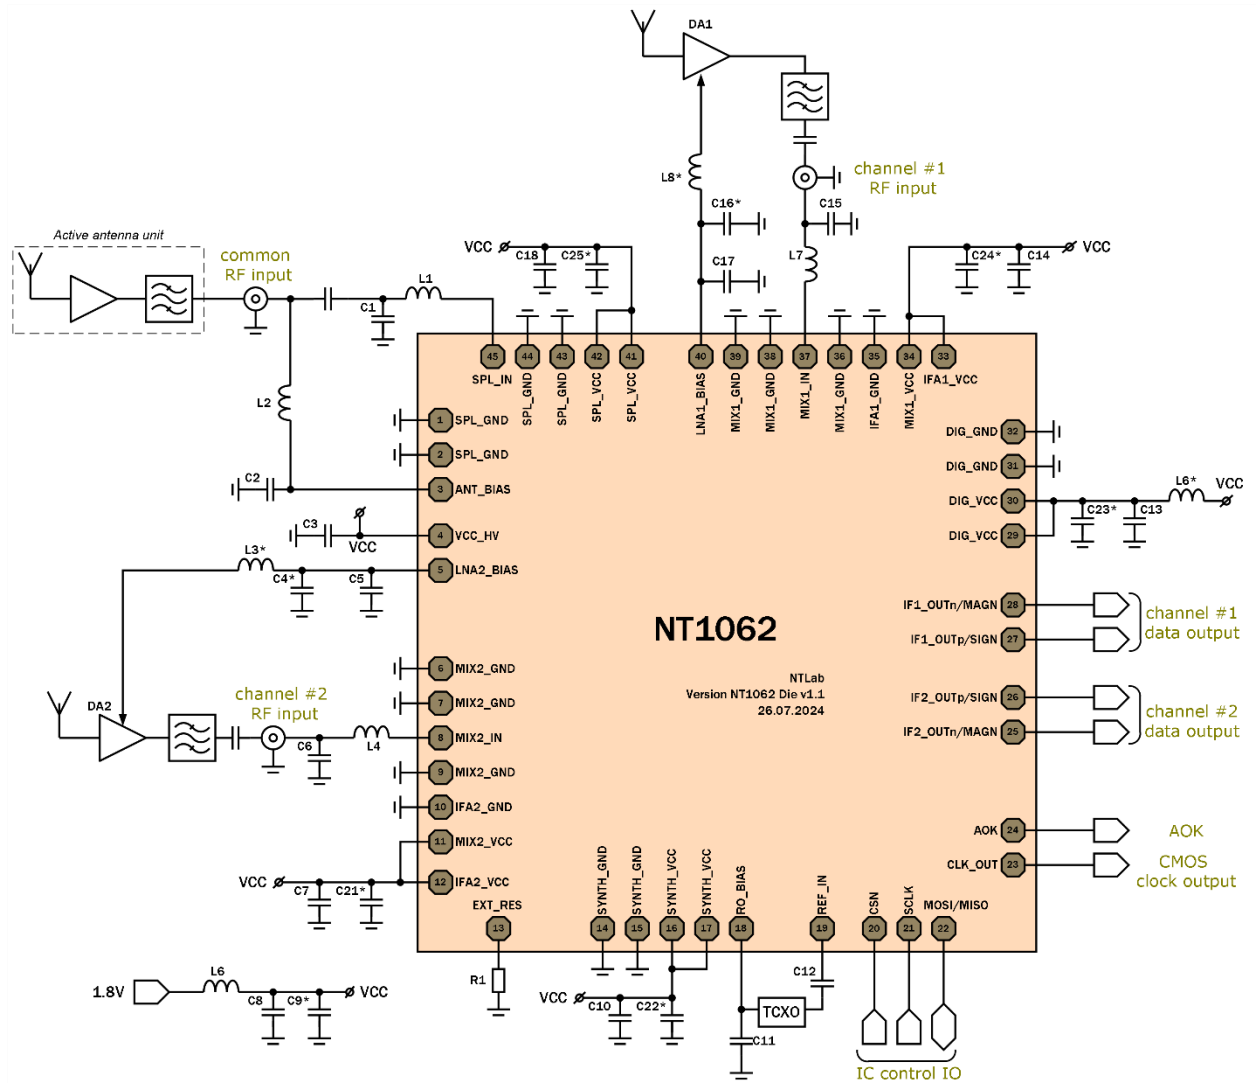 DA1
L8*
channel #1
RF input
C16*
C15
C17
L7
Active antenna unit
common
RF input
L1
C1
VCC
C18
C25*
C24*
C14
VCC
45
44
43
42
41
40
39
38
37
36
35
34
33
SPL_IN
SPL_GND
SPL_GND
SPL_VCC
SPL_VCC
LNA1_BIAS
MIX1_GND
MIX1_GND
MIX1_IN
MIX1_GND
IFA1_GND
MIX1_VCC
IFA1_VCC
L2
C2
C3
VCC
L3*
C4*
C5
1
SPL_GND
2
SPL_GND
3
ANT_BIAS
4
VCC_HV
5
LNA2_BIAS
6
MIX2_GND
7
MIX2_GND
8
MIX2_IN
9
MIX2_GND
10
IFA2_GND
11
MIX2_VCC
12
IFA2_VCC
DA2
channel #2
RF input
C6
L4
VCC
C7
C21*
NT1062
NTLab
Version NT1062 Die v1.1
26.07.2024
DIG_GND
32
DIG_GND
31
DIG_VCC
30
DIG_VCC
29
L6*
VCC
C23*
C13
IF1_OUTn/MAGN
28
IF1_OUTp/SIGN
27
channel #1
data output
IF2_OUTp/SIGN
26
IF2_OUTn/MAGN
25
channel #2
data output
AOK
24
AOK
CLK_OUT
23
CMOS
clock output
EXT_RES
SYNTH_GND
SYNTH_GND
SYNTH_VCC
SYNTH_VCC
RO_BIAS
REF_IN
CSN
SCLK
MOSI/MISO
13
14
15
16
17
18
19
20
21
22
R1
VCC
C10
C22*
C11
TCXO
C12
IC control IO
1.8V
L6
C8
C9*
VCC